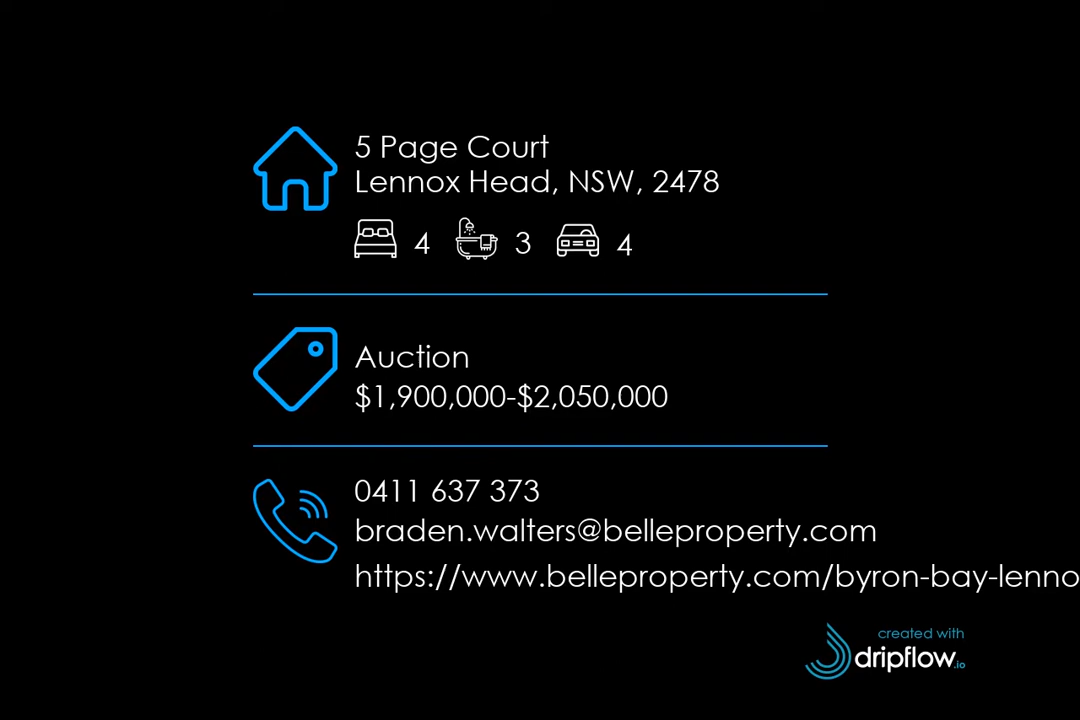 5 Page Court
Lennox Head, NSW, 2478
4 3 4
Auction
$1,900,000-$2,050,000
0411 637 373
braden.walters@belleproperty.com
https://www.belleproperty.com/byron-bay-lenno
created with
dripflow.io